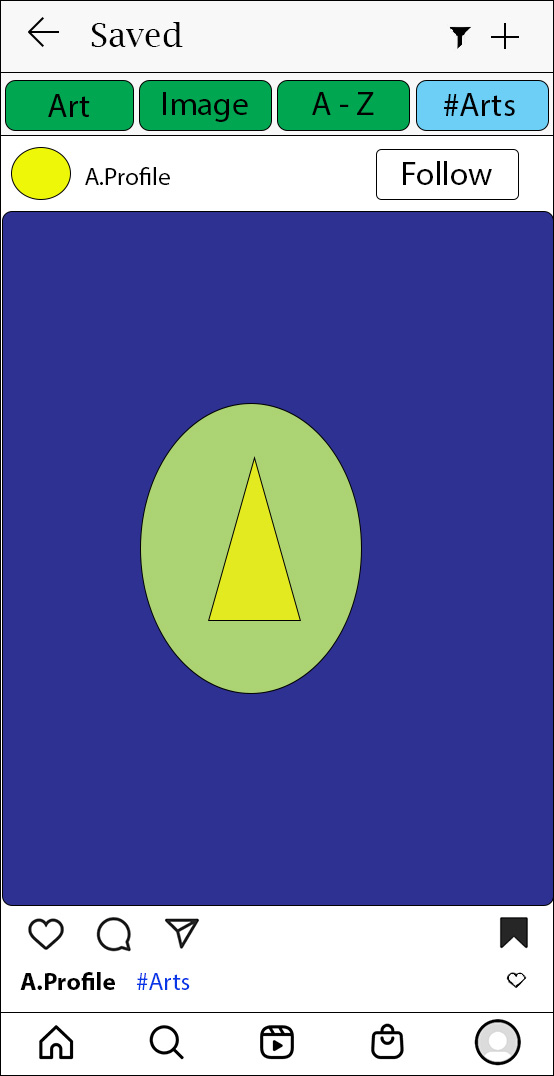 Saved
Art Image A - Z #Arts
A.Profile Follow
A.Profile #Arts